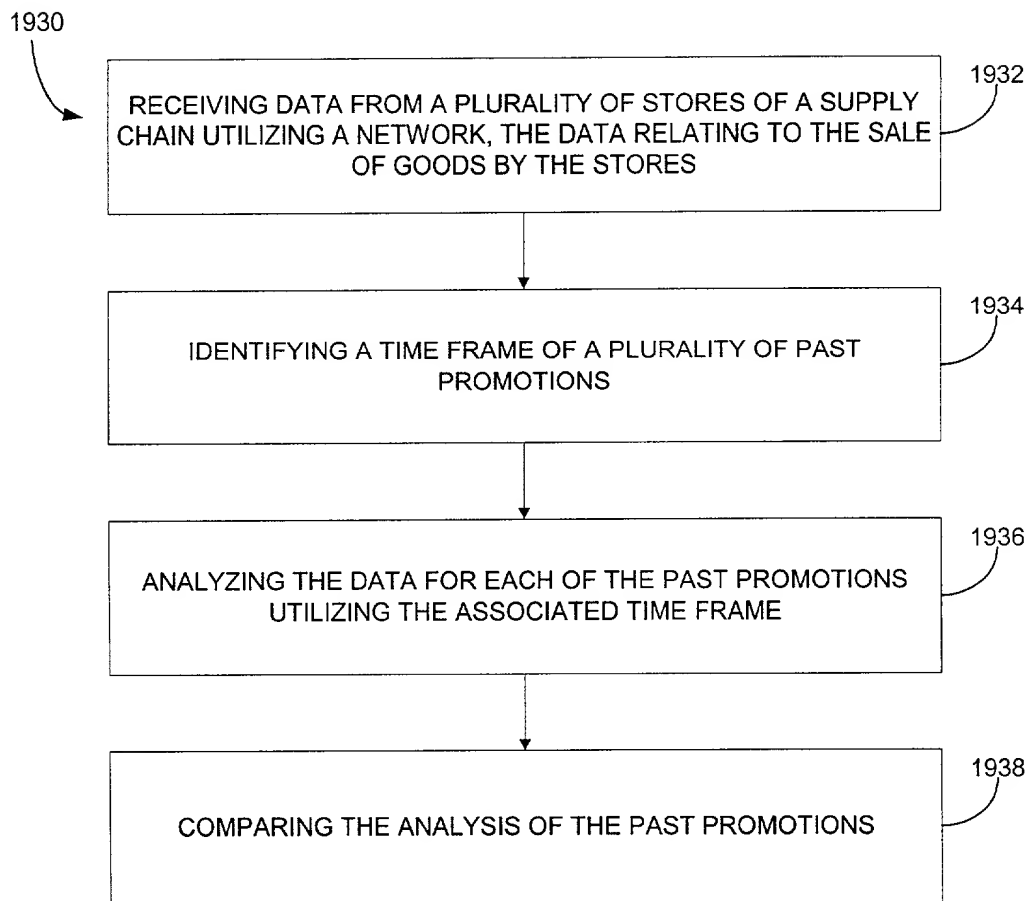 1930
1932
RECEIVING DATA FROM A PLURALITY OF STORES OF A SUPPLY
CHAIN UTILIZING A NETWORK, THE DATA RELATING TO THE SALE
OF GOODS BY THE STORES
1934
IDENTIFYING A TIME FRAME OF A PLURALITY OF PAST
PROMOTIONS
1936
ANALYZING THE DATA FOR EACH OF THE PAST PROMOTIONS
UTILIZING THE ASSOCIATED TIME FRAME
1938
COMPARING THE ANALYSIS OF THE PAST PROMOTIONS